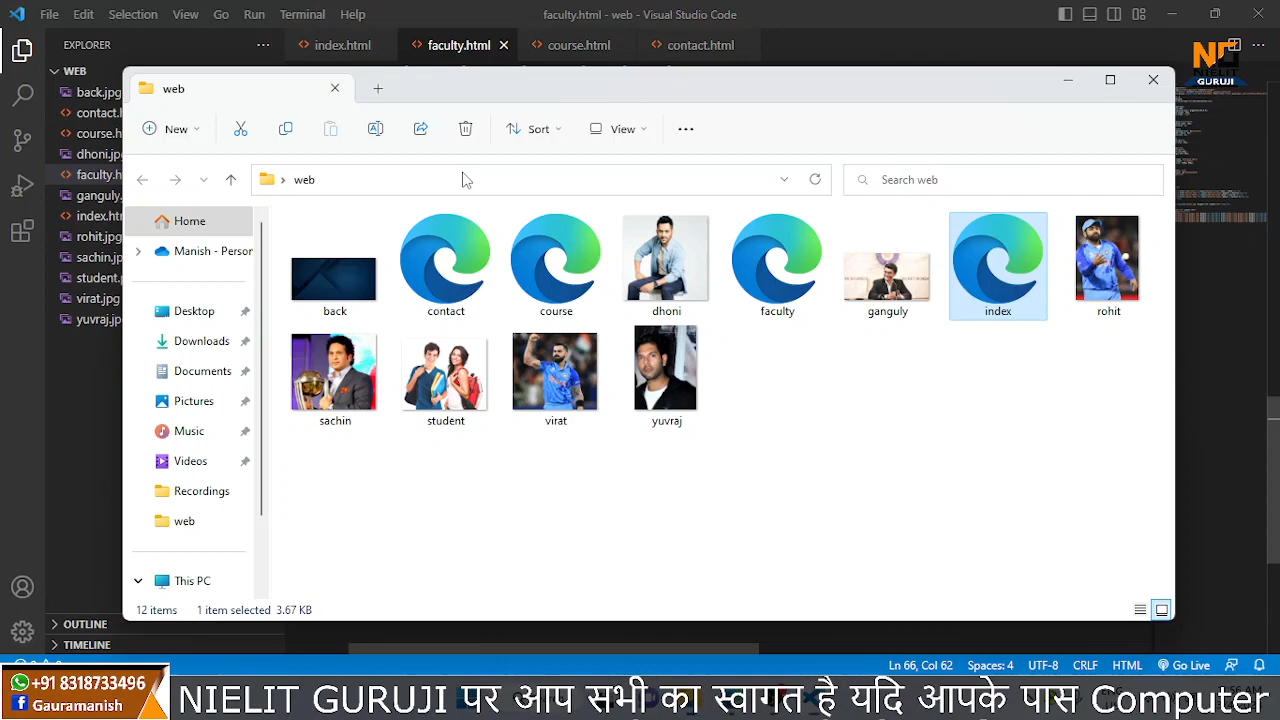 File Edit Selection View Go Run Terminal Help
faculty.html - web - Visual Studio Code
EXPLORER
index.html faculty.html course.html contact.html
WEB
back.jpg
contact.h
course.h
dhoni.jpg
faculty.h
ganguly.
index.ht
rohit.jpg
sachin.jp
student.
virat.jpg
yuvraj.jp
OUTLINE
TIMELINE
NIELIT
GURUJI
web
New Sort View
web
Search web
Home
Manish - Person
Desktop
Downloads
Documents
Pictures
Music
Videos
Recordings
web
This PC
back contact course dhoni faculty ganguly index rohit
sachin student virat yuvraj
12 items 1 item selected 3.67 KB
Ln 66, Col 62 Spaces: 4 UTF-8 CRLF HTML Go Live
+91 8318733496
Gauramanish
NIELIT GURUJI पर आप सभी का स्वागत है यदि आपके पास Computer